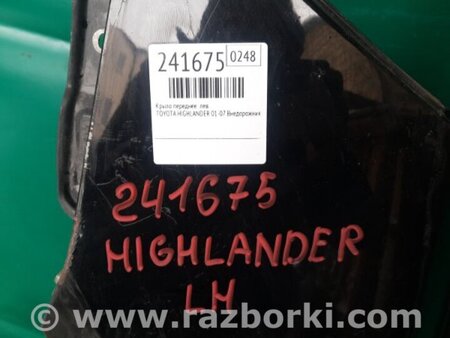 241675 0248
Крыло переднее лев.
TOYOTA HIGHLANDER 01-07 Внедорожник
241675
HIGHLANDER
LH
www.razborki.com